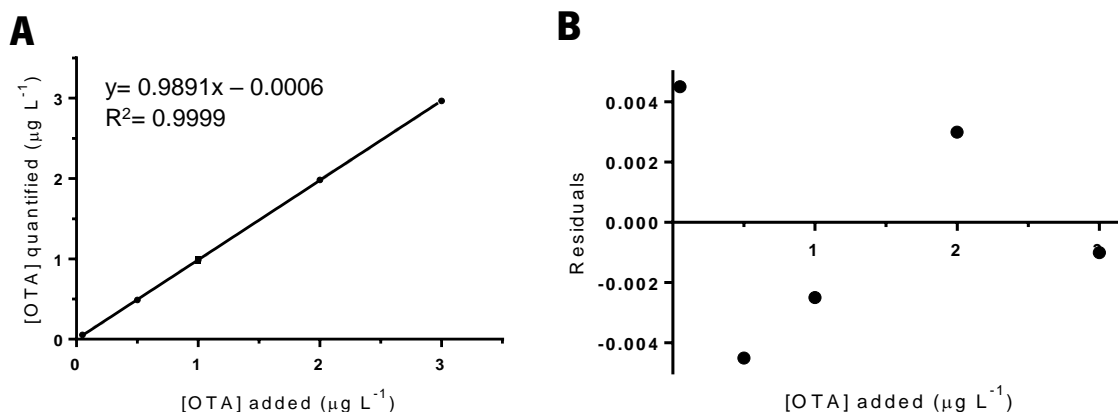 A
y= 0.9891x – 0.0006
R²= 0.9999
[OTA] quantified (μg L⁻¹)
3
2
1
0
0 1 2 3
[OTA] added (μg L⁻¹)
B
Residuals
0.004
0.002
0.000
-0.002
-0.004
1 2 3
[OTA] added (μg L⁻¹)